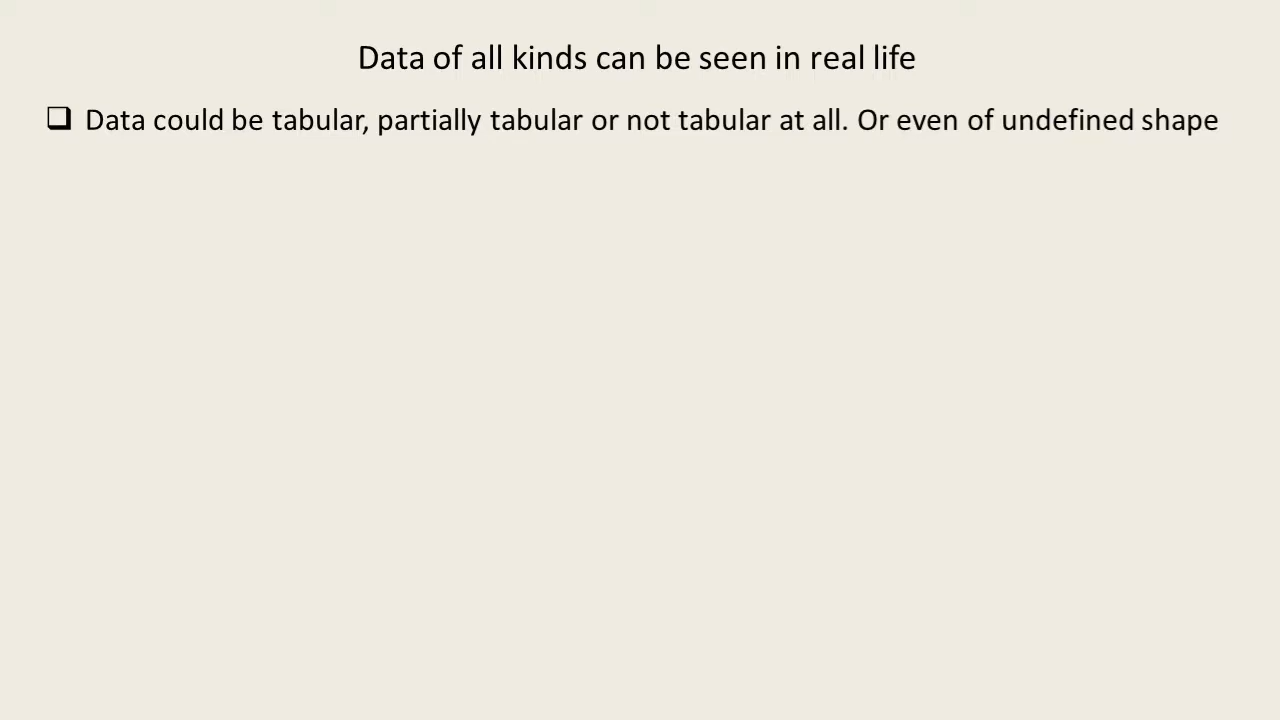 Data of all kinds can be seen in real life
❑ Data could be tabular, partially tabular or not tabular at all. Or even of undefined shape